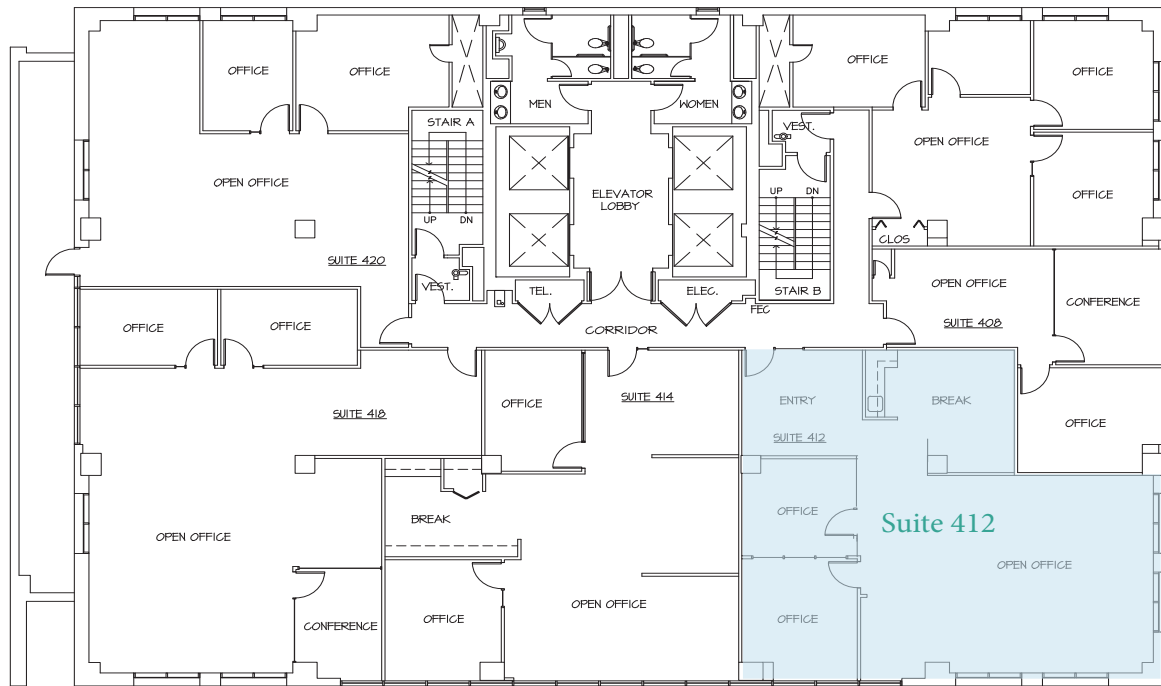 OFFICE
OFFICE
MEN
WOMEN
OFFICE
OFFICE
STAIR A
VEST.
OPEN OFFICE
OPEN OFFICE
ELEVATOR
LOBBY
UP
DN
OFFICE
UP
DN
CLOS
SUITE 420
VEST.
TEL.
ELEC.
STAIR B
OPEN OFFICE
CONFERENCE
FEC
OFFICE
OFFICE
CORRIDOR
SUITE 408
SUITE 418
OFFICE
SUITE 414
ENTRY
BREAK
SUITE 412
OFFICE
BREAK
OFFICE
Suite 412
OPEN OFFICE
OPEN OFFICE
OPEN OFFICE
CONFERENCE
OFFICE
OFFICE